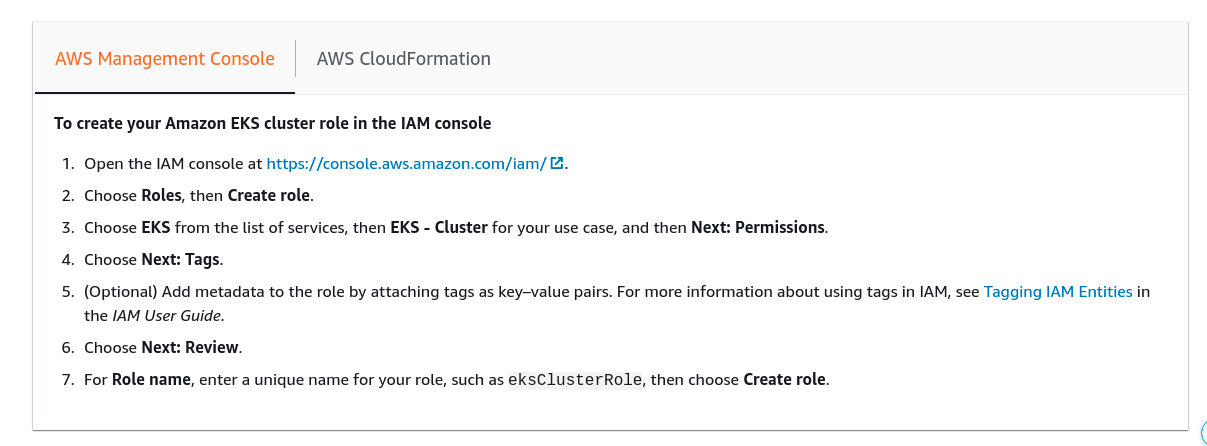 AWS Management Console
AWS CloudFormation
To create your Amazon EKS cluster role in the IAM console
1. Open the IAM console at https://console.aws.amazon.com/iam/.
2. Choose Roles, then Create role.
3. Choose EKS from the list of services, then EKS - Cluster for your use case, and then Next: Permissions.
4. Choose Next: Tags.
5. (Optional) Add metadata to the role by attaching tags as key–value pairs. For more information about using tags in IAM, see Tagging IAM Entities in
the IAM User Guide.
6. Choose Next: Review.
7. For Role name, enter a unique name for your role, such as eksClusterRole, then choose Create role.